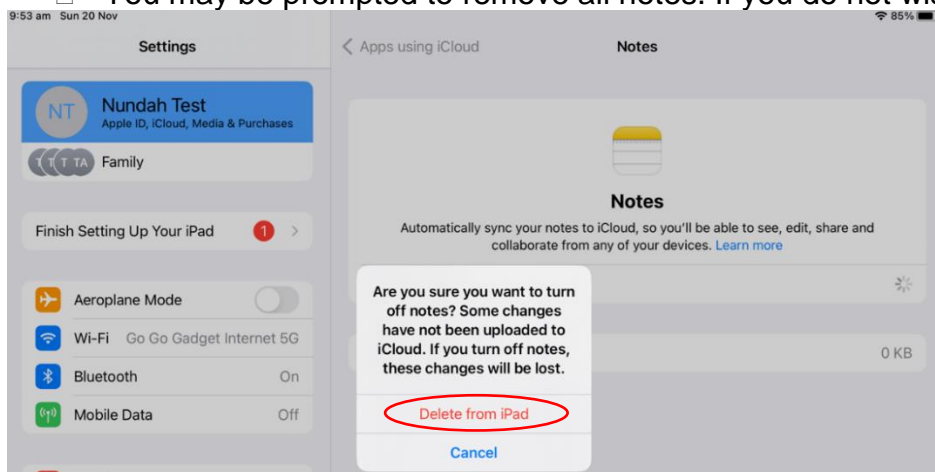 You may be prompted to remove all notes. If you do not
9:53 am Sun 20 Nov
85%
Settings
NT
Nundah Test
Apple ID, iCloud, Media & Purchases
TA
Family
Finish Setting Up Your iPad
1
Aeroplane Mode
Wi-Fi Go Go Gadget Internet 5G
Bluetooth On
Mobile Data Off
Apps using iCloud
Notes
Notes
Automatically sync your notes to iCloud, so you'll be able to see, edit, share and
collaborate from any of your devices. Learn more
0 KB
Are you sure you want to turn
off notes? Some changes
have not been uploaded to
iCloud. If you turn off notes,
these changes will be lost.
Delete from iPad
Cancel